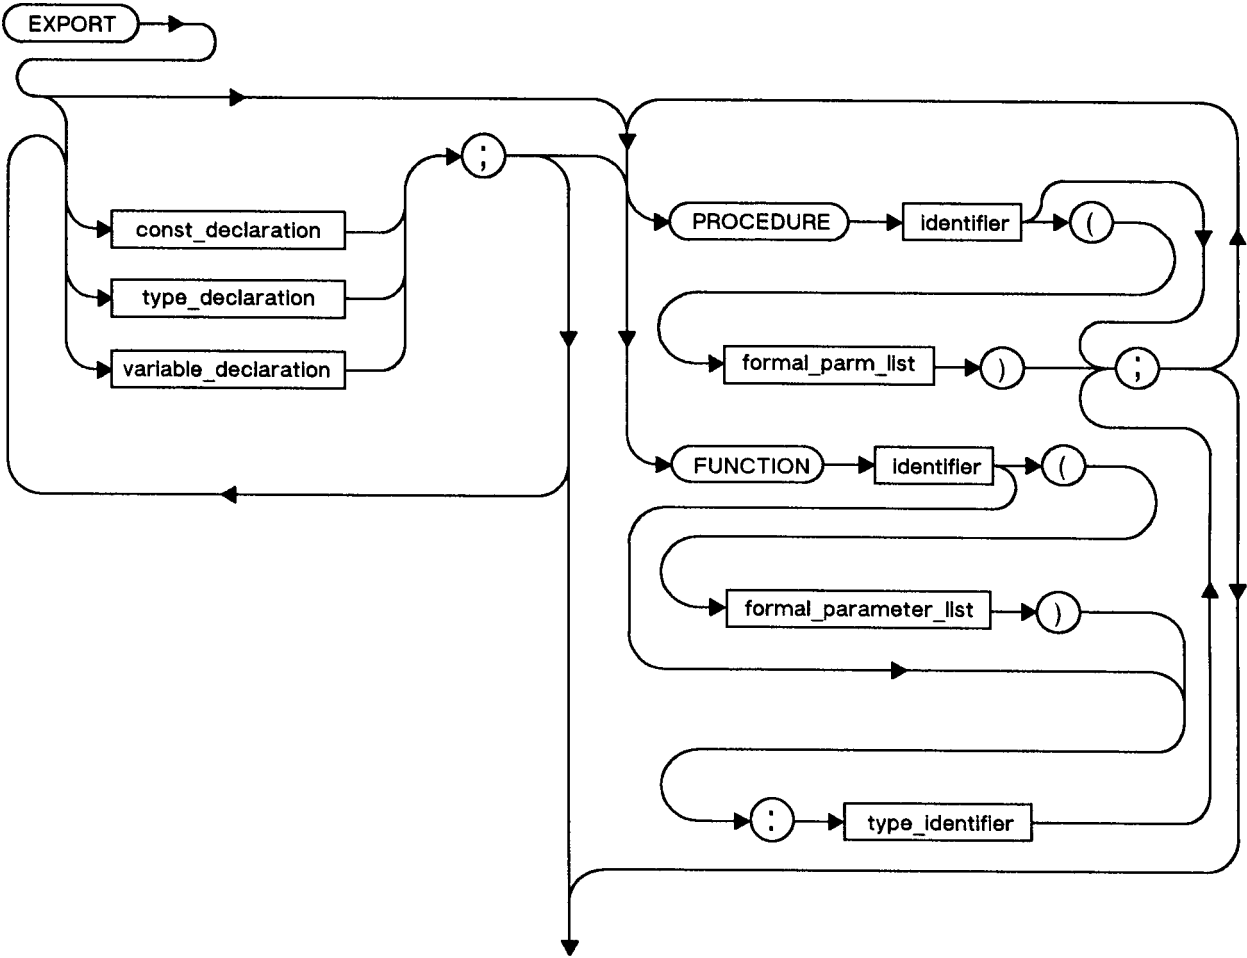 EXPORT
;
const_declaration
PROCEDURE
identifier
(
type_declaration
variable_declaration
formal_parm_list
)
;
FUNCTION
identifier
(
formal_parameter_list
)
:
type_identifier